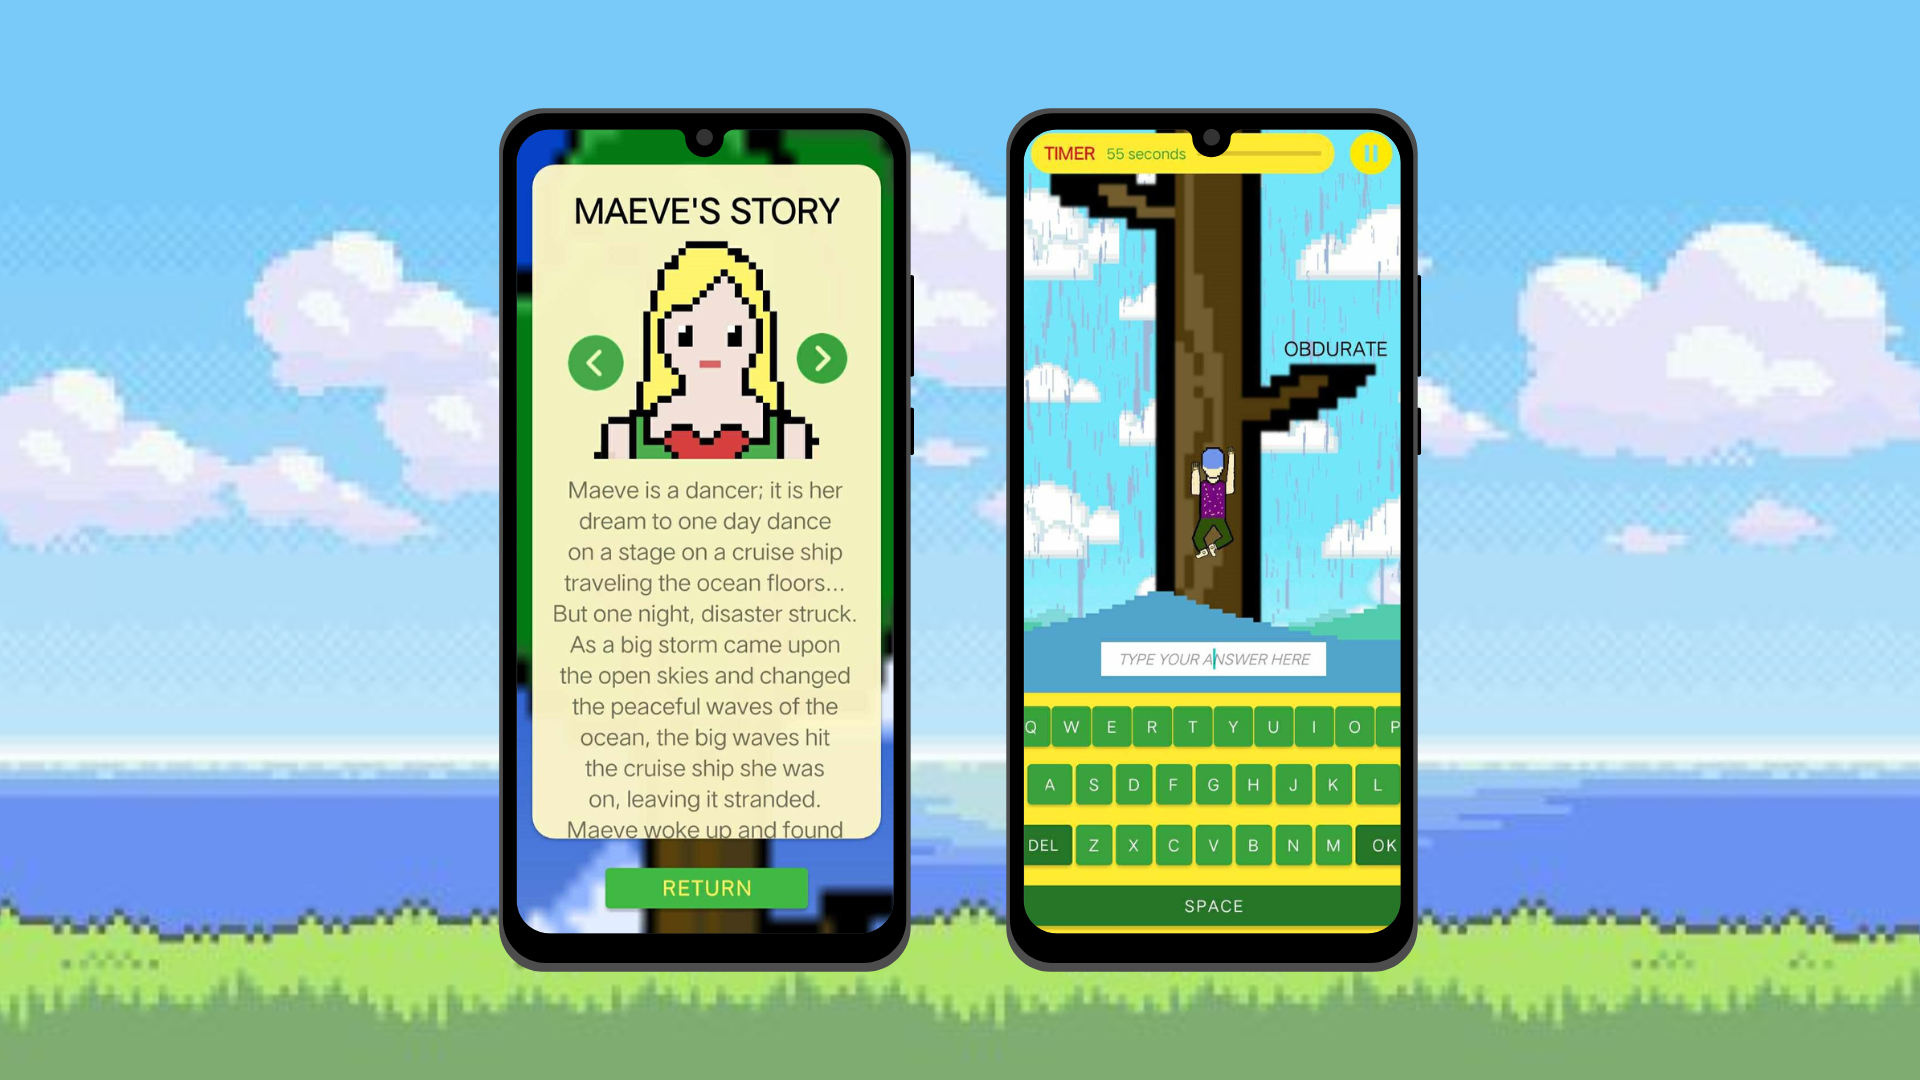 MAEVE'S STORY
Maeve is a dancer; it is her
dream to one day dance
on a stage on a cruise ship
traveling the ocean floors...
But one night, disaster struck.
As a big storm came upon
the open skies and changed
the peaceful waves of the
ocean, the big waves hit
the cruise ship she was
on, leaving it stranded.
Maeve woke up and found
RETURN
TIMER 55 seconds
OBDURATE
TYPE YOUR ANSWER HERE
Q W E R T Y U I O P
A S D F G H J K L
DEL Z X C V B N M OK
SPACE